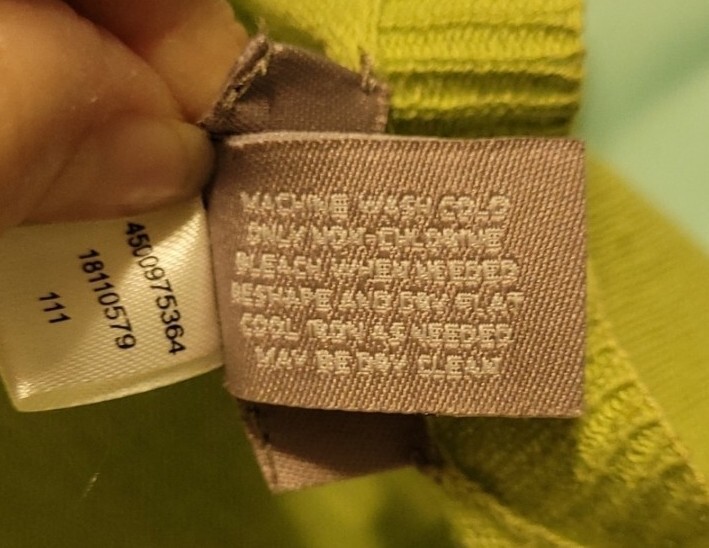 MACHINE WASH COLD
ONLY NON-CHLORINE
BLEACH WHEN NEEDED
RESHAPE AND DRY FLAT
COOL IRON AS NEEDED
MAY BE DRY CLEAN
4500975364
18110579
111